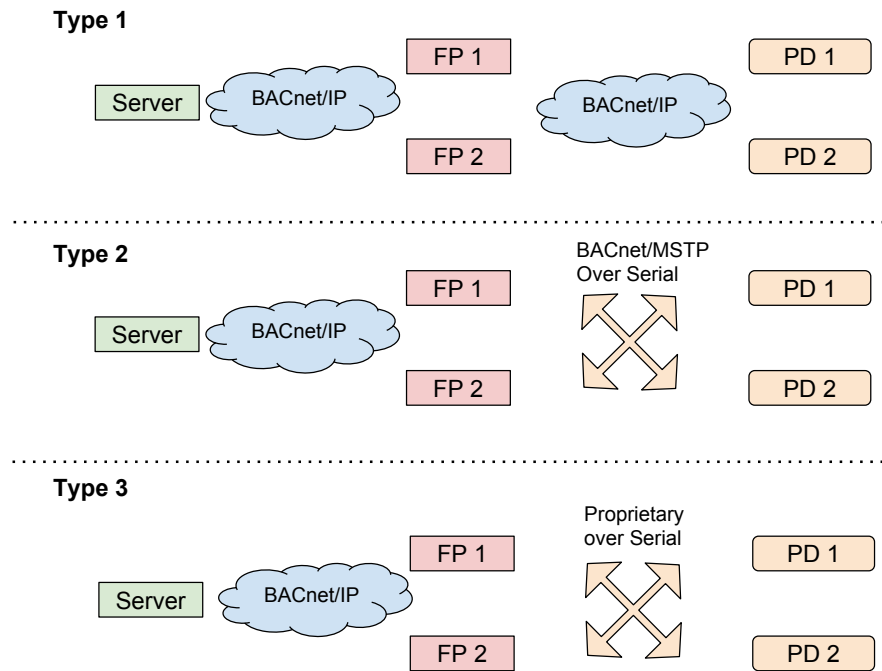 Type 1
FP 1
PD 1
Server
BACnet/IP
BACnet/IP
FP 2
PD 2
Type 2
BACnet/MSTP
Over Serial
FP 1
PD 1
Server
BACnet/IP
FP 2
PD 2
Type 3
Proprietary
over Serial
FP 1
PD 1
Server
BACnet/IP
FP 2
PD 2